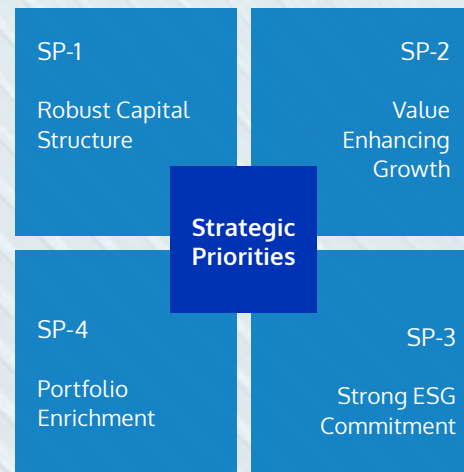 SP-1
Robust Capital
Structure
SP-2
Value
Enhancing
Growth
Strategic
Priorities
SP-4
Portfolio
Enrichment
SP-3
Strong ESG
Commitment